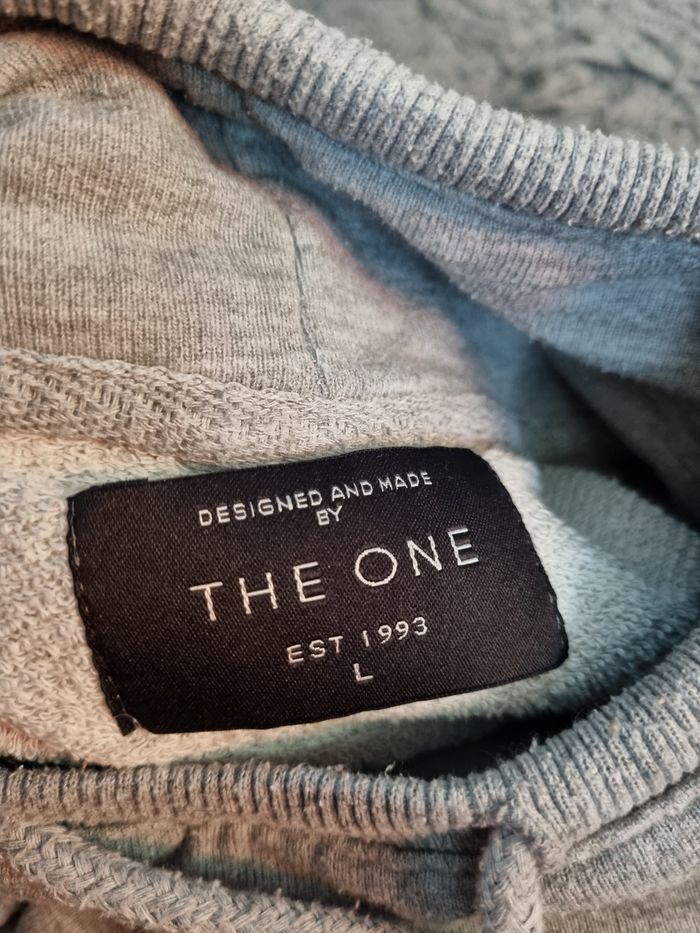 DESIGNED AND MADE
BY
THE ONE
EST 1993
L